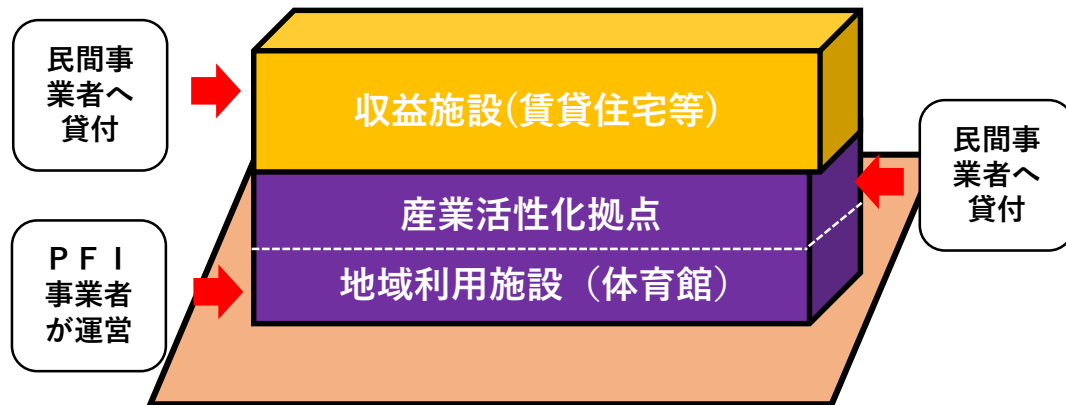 民間事
業者へ
貸付
収益施設(賃貸住宅等)
民間事
業者へ
貸付
産業活性化拠点
ＰＦＩ
事業者
が運営
地域利用施設（体育館）